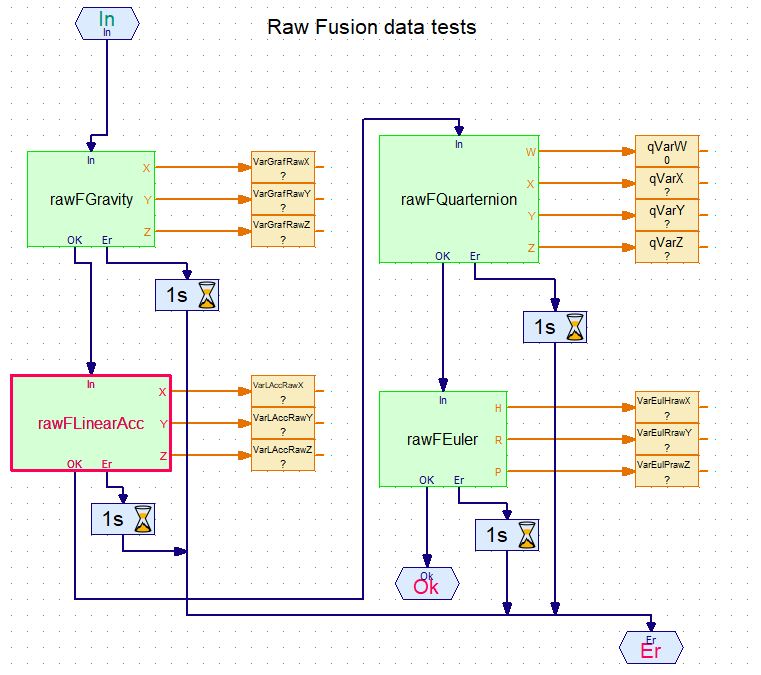 In
In
Raw Fusion data tests
In
rawFGravity
X
Y
Z
OK
Er
VarGrafRawX
?
VarGrafRawY
?
VarGrafRawZ
?
1s
In
rawFLinearAcc
X
Y
Z
OK
Er
VarLAccRawX
?
VarLAccRawY
?
VarLAccRawZ
?
1s
In
rawFQuarternion
W
X
Y
Z
OK
Er
qVarW
0
qVarX
?
qVarY
?
qVarZ
?
1s
In
rawFEuler
H
R
P
OK
Er
VarEulHrawX
?
VarEulRrawY
?
VarEulPrawZ
?
1s
Ok
Ok
Er
Er